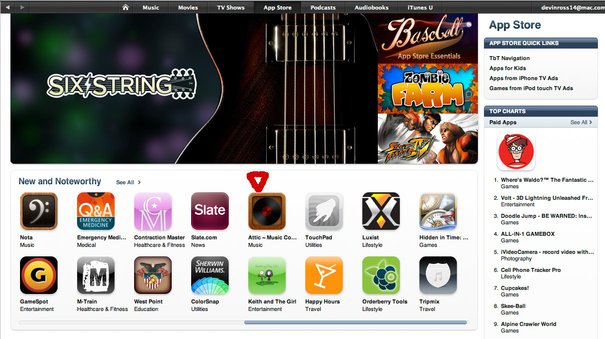 Music Movies TV Shows App Store Podcasts Audiobooks iTunes U
devinross14@mac.com
SIX STRING
Baseball
App Store Essentials
ZOMBIE FARM
STREET FIGHTER IV
App Store
APP STORE QUICK LINKS
TbT Navigation
Apps for Kids
Apps from iPhone TV Ads
Games from iPod touch TV Ads
TOP CHARTS
Paid Apps See All >
1. Where's Waldo?™ The Fantastic ...
Games
2. Volt - 3D Lightning Unleashed Fr...
Entertainment
3. Doodle Jump - BE WARNED: Ins...
Games
4. ALL-IN-1 GAMEBOX
Games
5. iVideoCamera - record video with...
Photography
6. Cell Phone Tracker Pro
Lifestyle
7. Cupcakes!
Games
8. Skee-Ball
Games
9. Alpine Crawler World
Games
New and Noteworthy See All >
Q&A
EMERGENCY MEDICINE
CM
Slate
Nota
Music
Emergency Medi...
Medical
Contraction Master
Healthcare & Fitness
Slate.com
News
Attic – Music Co...
Music
TouchPad
Utilities
Luxist
Lifestyle
Hidden in Time: ...
Games
G
M
SHERWIN WILLIAMS.
GameSpot
Entertainment
M-Train
Healthcare & Fitness
West Point
Education
ColorSnap
Utilities
Keith and The Girl
Entertainment
Happy Hours
Travel
Orderberry Tools
Lifestyle
Tripmix
Travel